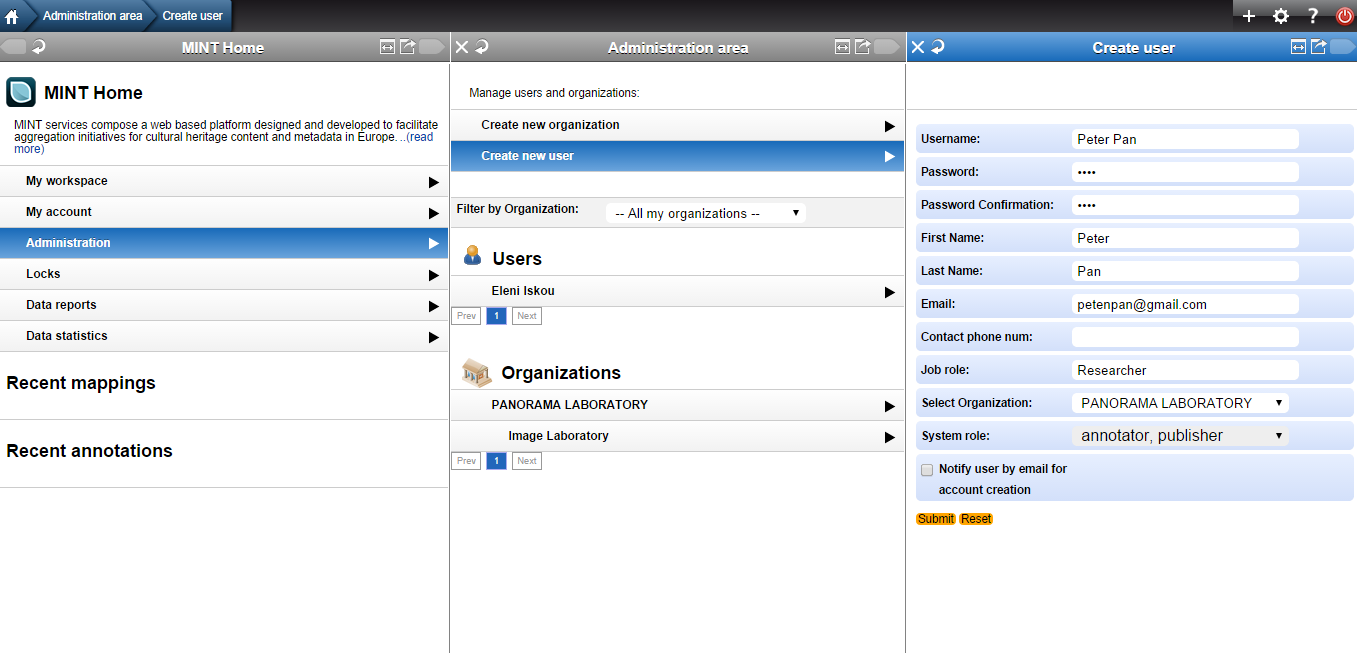 Administration area
Create user
?
MINT Home
MINT Home
MINT services compose a web based platform designed and developed to facilitate
aggregation initiatives for cultural heritage content and metadata in Europe. ..(read
more)
My workspace
My account
Administration
Locks
Data reports
Data statistics
Recent mappings
Recent annotations
Administration area
Manage users and organizations:
Create new organization
Create new user
Filter by Organization: -- All my organizations --
Users
Eleni Iskou
Prev 1 Next
Organizations
PANORAMA LABORATORY
Image Laboratory
Prev 1 Next
Create user
Username: Peter Pan
Password: ••••
Password Confirmation: ••••
First Name: Peter
Last Name: Pan
Email: petenpan@gmail.com
Contact phone num:
Job role: Researcher
Select Organization: PANORAMA LABORATORY
System role: annotator, publisher
Notify user by email for
account creation
Submit Reset